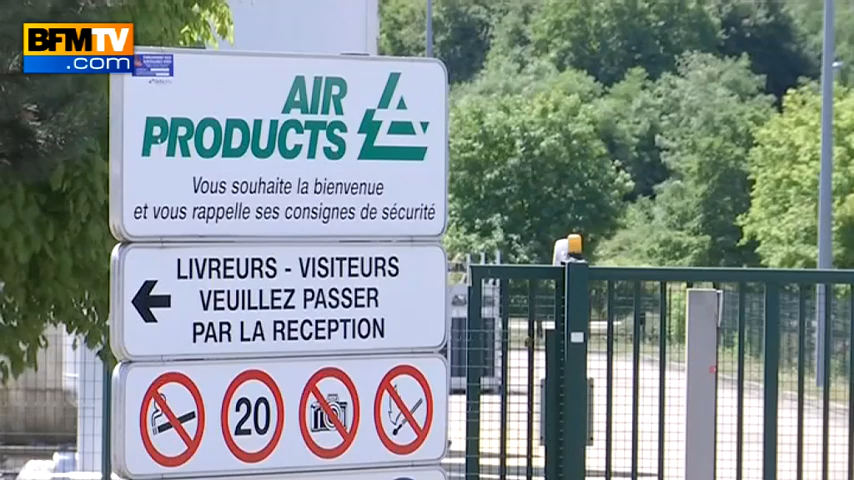 BFMTV
.com
AIR
PRODUCTS
Vous souhaite la bienvenue
et vous rappelle ses consignes de sécurité
LIVREURS - VISITEURS
VEUILLEZ PASSER
PAR LA RECEPTION
20